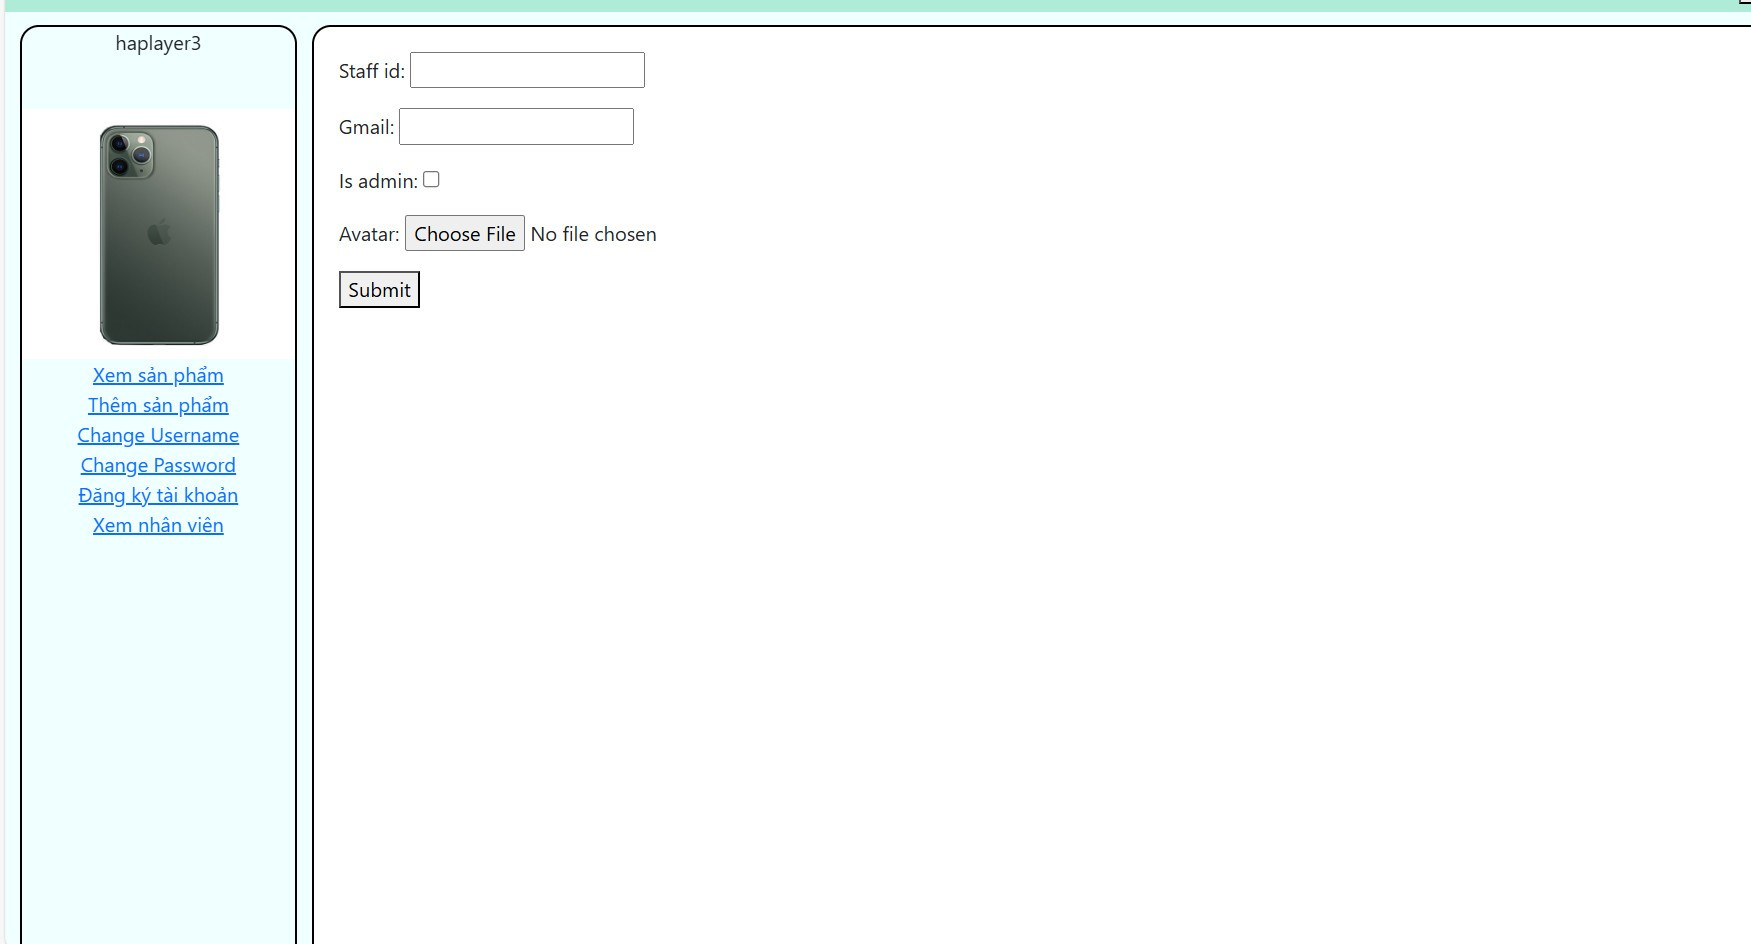 haplayer3
Xem sản phẩm
Thêm sản phẩm
Change Username
Change Password
Đăng ký tài khoản
Xem nhân viên
Staff id:
Gmail:
Is admin:
Avatar: Choose File No file chosen
Submit